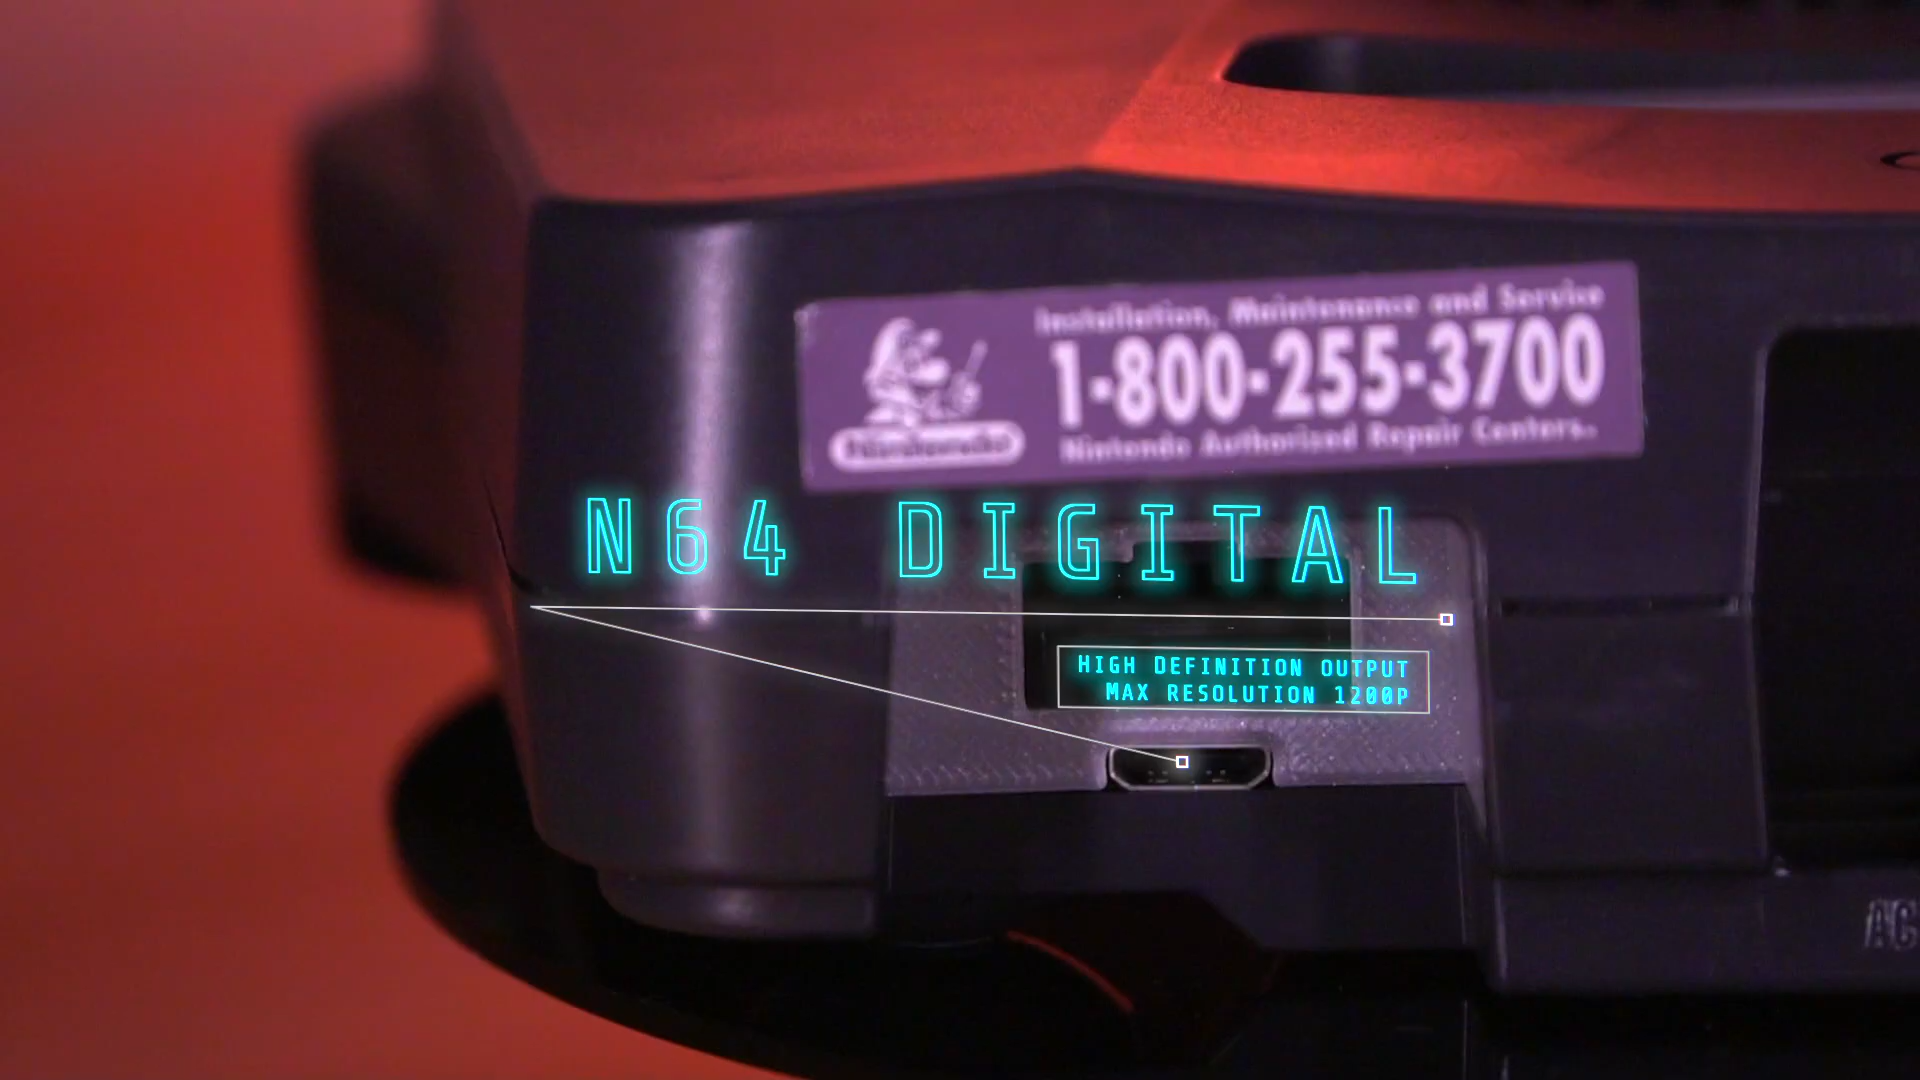 Installation, Maintenance and Service
1-800-255-3700
Nintendo Authorized Repair Centers
Nintendo
N64 DIGITAL
HIGH DEFINITION OUTPUT
MAX RESOLUTION 1200P
AC